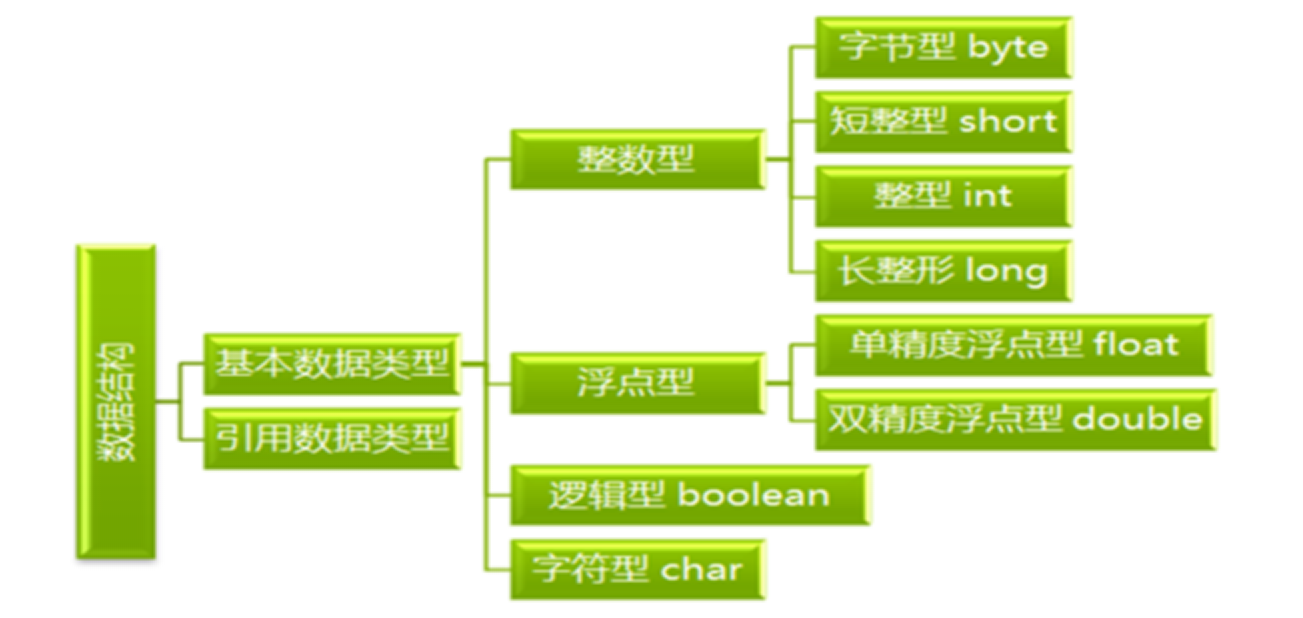 数据结构
基本数据类型
引用数据类型
整数型
浮点型
逻辑型 boolean
字符型 char
字节型 byte
短整型 short
整型 int
长整形 long
单精度浮点型 float
双精度浮点型 double